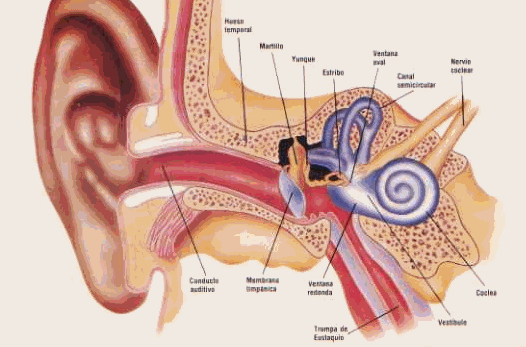 Hueso
temporal
Martillo
Yunque
Estribo
Ventana
oval
Canal
semicircular
Nervio
coclear
Conducto
auditivo
Membrana
timpánica
Ventana
redonda
Trompa de
Eustaquio
Vestíbulo
Coclea